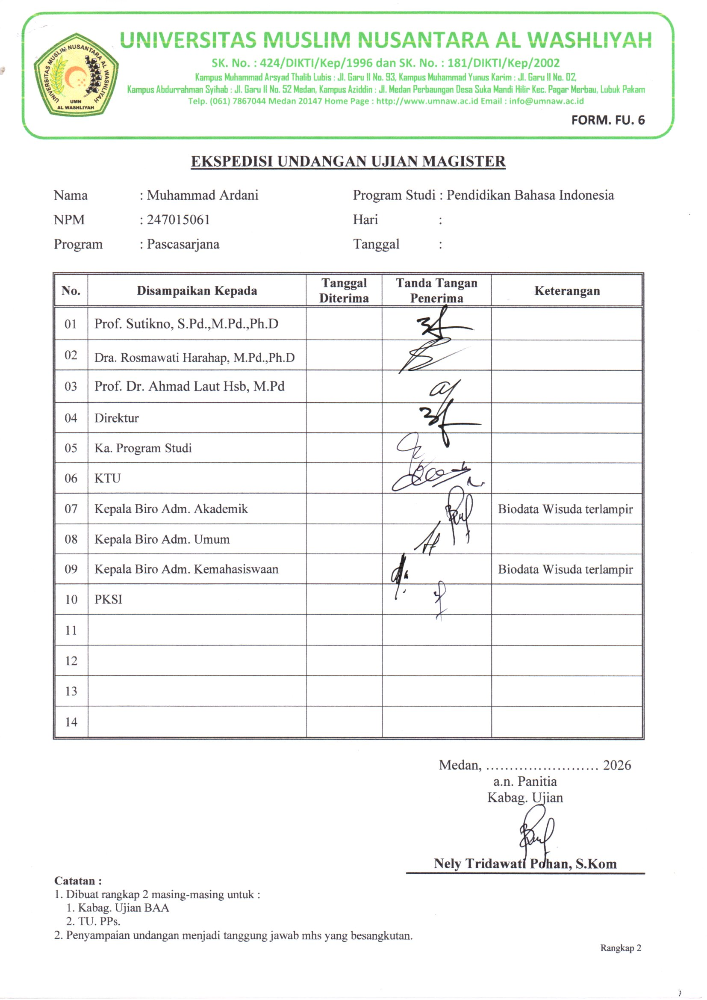 UNIVERSITAS MUSLIM NUSANTARA AL WASHLIYAH
UMN
AL WASHLIYAH
UNIVERSITAS MUSLIM NUSANTARA AL WASHLIYAH
SK. No. : 424/DIKTI/Kep/1996 dan SK. No. : 181/DIKTI/Kep/2002
Kampus Muhammad Arsyad Thalib Lubis : Jl. Garu II No. 93, Kampus Muhammad Yunus Karim : Jl. Garu II No. 02,
Kampus Abdurrahman Syihab : Jl. Garu II No. 52 Medan, Kampus Aziddin : Jl. Medan Perbaungan Desa Suka Mandi Hilir Kec. Pagar Merbau, Lubuk Pakam
Telp. (061) 7867044 Medan 20147 Home Page : http://www.umnaw.ac.id Email : info@umnaw.ac.id
FORM. FU. 6
EKSPEDISI UNDANGAN UJIAN MAGISTER
Nama : Muhammad Ardani Program Studi : Pendidikan Bahasa Indonesia
NPM : 247015061 Hari :
Program : Pascasarjana Tanggal :
No. Disampaikan Kepada Tanggal Diterima Tanda Tangan Penerima Keterangan
01 Prof. Sutikno, S.Pd.,M.Pd.,Ph.D
02 Dra. Rosmawati Harahap, M.Pd.,Ph.D
03 Prof. Dr. Ahmad Laut Hsb, M.Pd
04 Direktur
05 Ka. Program Studi
06 KTU
07 Kepala Biro Adm. Akademik Biodata Wisuda terlampir
08 Kepala Biro Adm. Umum
09 Kepala Biro Adm. Kemahasiswaan Biodata Wisuda terlampir
10 PKSI
11
12
13
14
Medan, ........................ 2026
a.n. Panitia
Kabag. Ujian
Nely Tridawati Pohan, S.Kom
Catatan :
1. Dibuat rangkap 2 masing-masing untuk :
1. Kabag. Ujian BAA
2. TU. PPs.
2. Penyampaian undangan menjadi tanggung jawab mhs yang besangkutan.
Rangkap 2